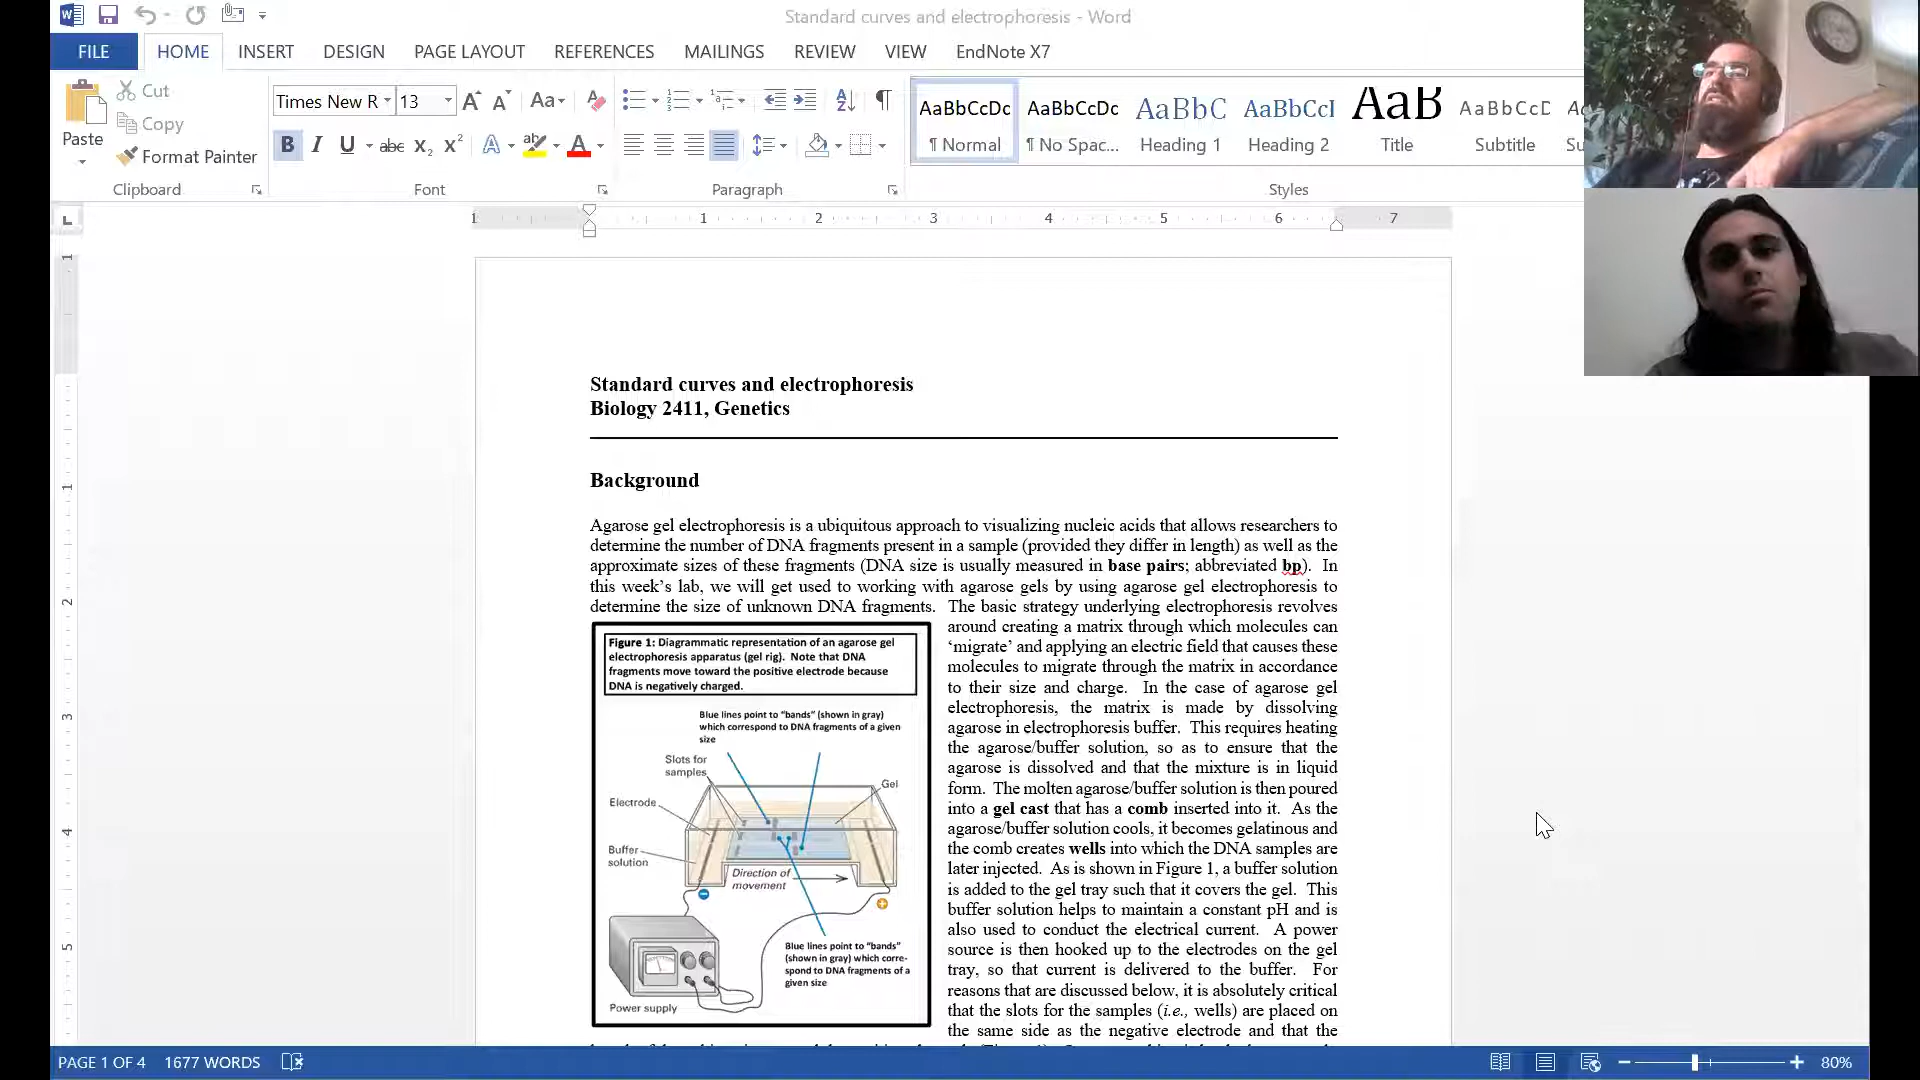 Standard curves and electrophoresis - Word
FILE HOME INSERT DESIGN PAGE LAYOUT REFERENCES MAILINGS REVIEW VIEW EndNote X7
Paste
Cut
Copy
Format Painter
Clipboard
Times New R 13
Font
Paragraph
AaBbCcDc AaBbCcDc AaBbC AaBbCcI AaB AaBbCcD
¶ Normal ¶ No Spac... Heading 1 Heading 2 Title Subtitle
Styles
1 1 2 3 4 5 6 7
Standard curves and electrophoresis
Biology 2411, Genetics
Background
Agarose gel electrophoresis is a ubiquitous approach to visualizing nucleic acids that allows researchers to
determine the number of DNA fragments present in a sample (provided they differ in length) as well as the
approximate sizes of these fragments (DNA size is usually measured in base pairs; abbreviated bp). In
this week's lab, we will get used to working with agarose gels by using agarose gel electrophoresis to
determine the size of unknown DNA fragments. The basic strategy underlying electrophoresis revolves
around creating a matrix through which molecules can
‘migrate’ and applying an electric field that causes these
molecules to migrate through the matrix in accordance
to their size and charge. In the case of agarose gel
electrophoresis, the matrix is made by dissolving
agarose in electrophoresis buffer. This requires heating
the agarose/buffer solution, so as to ensure that the
agarose is dissolved and that the mixture is in liquid
form. The molten agarose/buffer solution is then poured
into a gel cast that has a comb inserted into it. As the
agarose/buffer solution cools, it becomes gelatinous and
the comb creates wells into which the DNA samples are
later injected. As is shown in Figure 1, a buffer solution
is added to the gel tray such that it covers the gel. This
buffer solution helps to maintain a constant pH and is
also used to conduct the electrical current. A power
source is then hooked up to the electrodes on the gel
tray, so that current is delivered to the buffer. For
reasons that are discussed below, it is absolutely critical
that the slots for the samples (i.e., wells) are placed on
the same side as the negative electrode and that the
Figure 1: Diagrammatic representation of an agarose gel
electrophoresis apparatus (gel rig). Note that DNA
fragments move toward the positive electrode because
DNA is negatively charged.
Blue lines point to "bands" (shown in gray)
which correspond to DNA fragments of a given
size
Slots for
samples
Gel
Electrode
Buffer
solution
Direction of
movement
Blue lines point to "bands"
(shown in gray) which corre-
spond to DNA fragments of a
given size
Power supply
PAGE 1 OF 4 1677 WORDS 80%